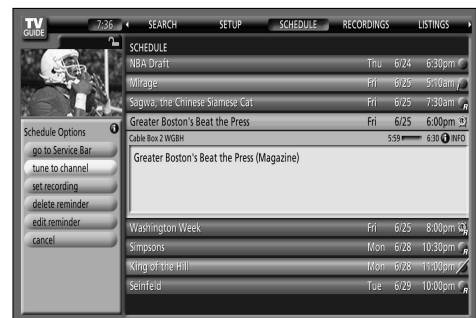 TV GUIDE 7:36 SEARCH SETUP SCHEDULE RECORDINGS LISTINGS
SCHEDULE
NBA Draft Thu 6/24 6:30pm
Mirage Fri 6/25 5:10am
Sagwa, the Chinese Siamese Cat Fri 6/25 7:30am R
Greater Boston's Beat the Press Fri 6/25 6:00pm
Cable Box 2 WGBH 5:59 6:30 i INFO
Greater Boston's Beat the Press (Magazine)
Schedule Options i
go to Service Bar
tune to channel
set recording
delete reminder
edit reminder
cancel
Washington Week Fri 6/25 8:00pm R
Simpsons Mon 6/28 10:30pm R
King of the Hill Mon 6/28 11:00pm
Seinfeld Tue 6/29 10:00pm R